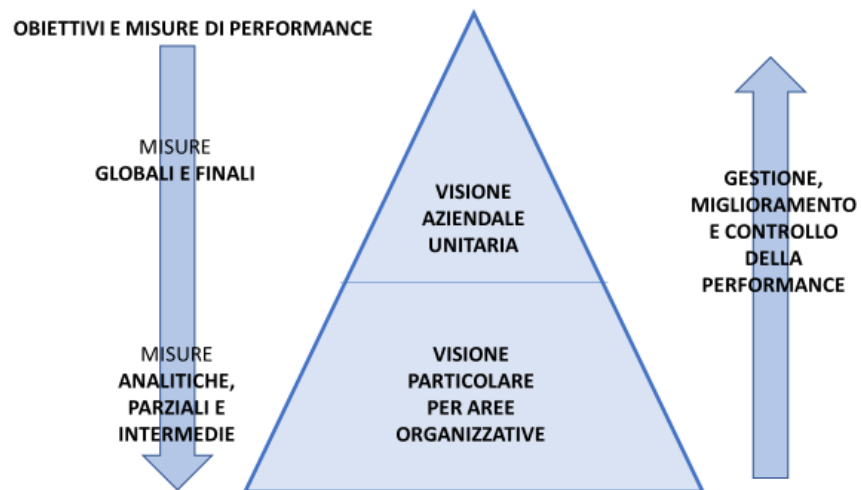 OBIETTIVI E MISURE DI PERFORMANCE
MISURE
GLOBALI E FINALI
MISURE
ANALITICHE,
PARZIALI E
INTERMEDIE
VISIONE
AZIENDALE
UNITARIA
VISIONE
PARTICOLARE
PER AREE
ORGANIZZATIVE
GESTIONE,
MIGLIORAMENTO
E CONTROLLO
DELLA
PERFORMANCE